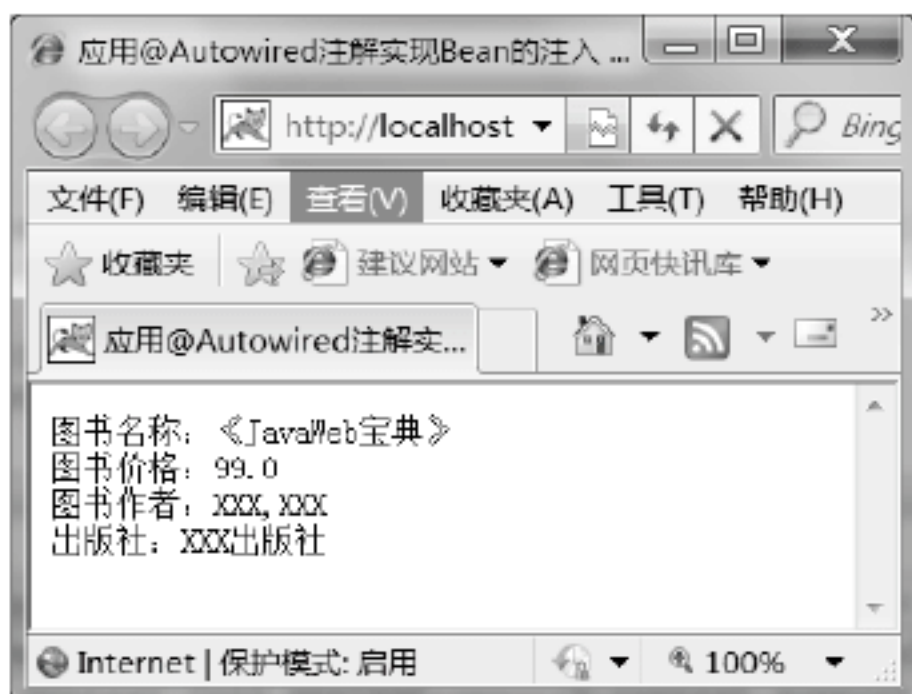 应用@Autowired注解实现Bean的注入 ...
http://localhost
Bing
文件(F) 编辑(E) 查看(V) 收藏夹(A) 工具(T) 帮助(H)
收藏夹 建议网站 网页快讯库
应用@Autowired注解实...
图书名称：《JavaWeb宝典》
图书价格：99.0
图书作者：XXX,XXX
出版社：XXX出版社
Internet | 保护模式: 启用 100%